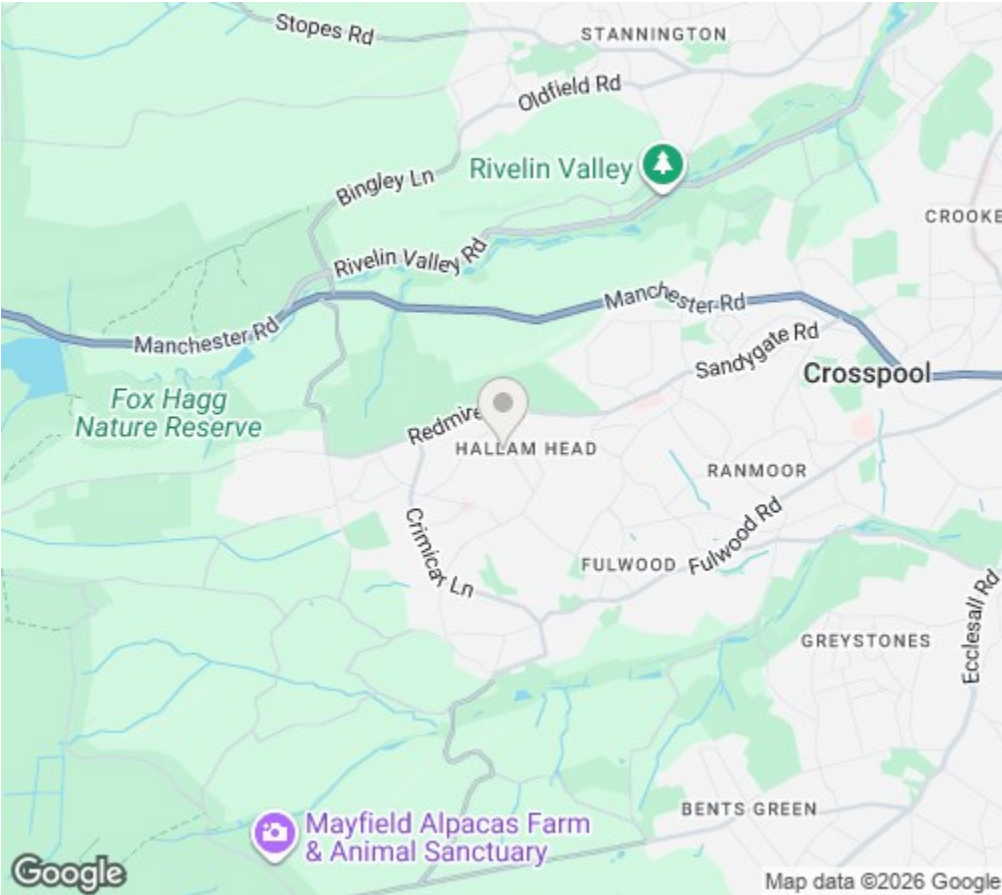 Stopes Rd
STANNINGTON
Oldfield Rd
Rivelin Valley
Bingley Ln
CROOKE
Rivelin Valley Rd
Manchester Rd
Manchester Rd
Sandygate Rd
Crosspool
Fox Hagg
Nature Reserve
Redmire
HALLAM HEAD
RANMOOR
Crimicar Ln
Fulwood Rd
FULWOOD
Ecclesall Rd
GREYSTONES
BENTS GREEN
Mayfield Alpacas Farm
& Animal Sanctuary
Google
Map data ©2026 Google